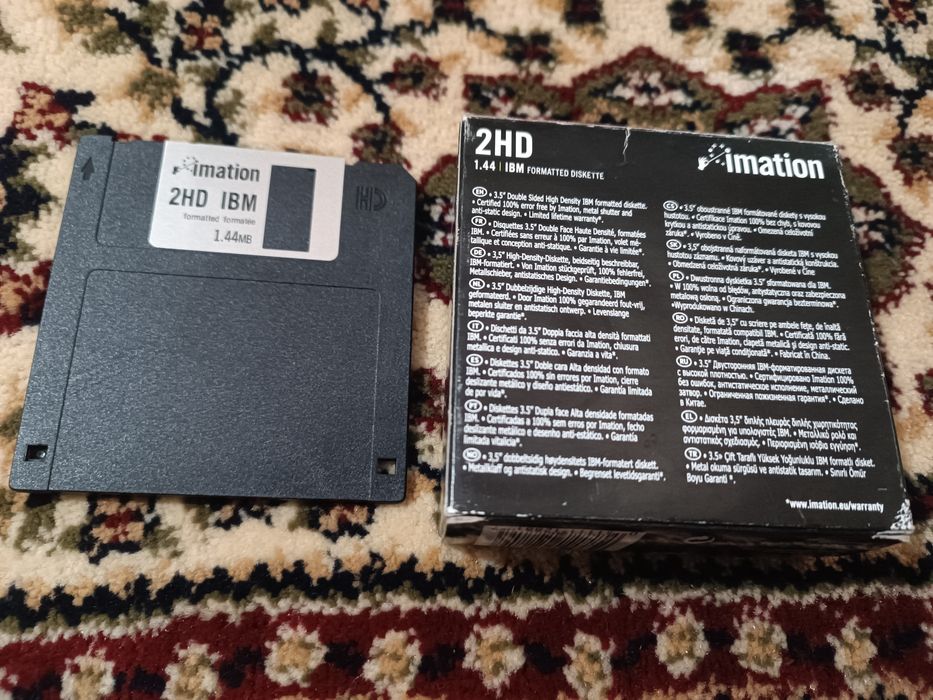 imation
2HD IBM
formatted formatée
1.44MB
HD
2HD
1.44 | IBM FORMATTED DISKETTE
imation
EN • 3.5" Double Sided High Density IBM formatted diskette.
• Certified 100% error free by Imation, metal shutter and
anti-static design. • Limited lifetime warranty*.
FR • Disquettes 3.5" Double Face Haute Densité, formatées
IBM. • Certifiées sans erreur à 100% par Imation, volet mé-
tallique et conception anti-statique. • Garantie à vie limitée*.
DE • 3,5" High-Density-Diskette, beidseitig beschreibbar,
IBM-formatiert. • Von Imation stückgeprüft, 100% fehlerfrei,
Metallschieber, antistatisches Design. • Garantiebedingungen*.
NL • 3.5" Dubbelzijdige High-Density Diskette, IBM
geformateerd. • Door Imation 100% gegarandeerd fout-vrij,
metalen sluiter en antistatisch ontwerp. • Levenslange
beperkte garantie*.
IT • Dischetti da 3.5" Doppia faccia alta densità formattati
IBM. • Certificati 100% senza errori da Imation, chiusura
metallica e design anti-statico. • Garanzia a vita*.
ES • Diskettes 3.5" Doble cara Alta densidad con formato
IBM. • Certificados 100% sin errores por Imation, cierre
deslizante metálico y diseño antiestático. • Garantía limitada
de por vida*.
PT • Diskettes 3,5" Dupla face Alta densidade formatadas
IBM. • Certificadas 100% sem erros por Imation, fecho
deslizante metálico e desenho anti-estático. • Garantia
limitada vitalícia*.
NO • 3,5" dobbeltsidig høydensitets IBM-formatert diskett.
• Metallklaff og antistatisk design. • Begrenset levetidsgaranti*.
CS • 3,5" oboustranné IBM formátované diskety s vysokou
hustotou. • Certifikace Imation 100% bez chyb, s kovovou
krytkou a antistatickou úpravou. • Omezená celoživotná
záruka*. • Vyrobeno v Číně.
SK • 3,5" obojstranná naformátovaná disketa IBM s vysokou
hustotou záznamu. • Kovový uzáver a antistatická konštrukcia.
• Obmedzená celoživotná záruka*. • Vyrobené v Číne
PL • Dwustronna dyskietka 3.5" sformatowana dla IBM.
• W 100% wolna od błędów, antystatyczna oraz zabezpieczona
metalową osłoną. • Ograniczona gwarancja bezterminowa*.
•Wyprodukowano w Chinach.
RO • Dischetă de 3,5" cu scriere pe ambele feţe, de înaltă
densitate, formatată compatibil IBM. • Certificată 100% fără
erori, de către Imation, clapetă metalică şi design anti-static.
• Garanţie pe viaţă condiţionată*. • Fabricat în China.
RU • 3.5" Двусторонняя IBM-форматированная дискета
с высокой плотностью. • Сертифицировано Imation 100%
без ошибок, антистатическое исполнение, металлический
затвор. • Ограниченная пожизненная гарантия*. • Сделано
в Китае.
EL • Δισκέτα 3,5" διπλής πλευράς διπλής χωρητικότητας
φορμαρισμένη για υπολογιστές IBM. • Μεταλλικό ρολό και
αντιστατικός σχεδιασμός. • Περιορισμένη ισόβια εγγύηση*.
TR • 3.5» Çift Taraflı Yüksek Yoğunluklu IBM formatlı disket.
• Metal okuma sürgüsü ve antistatik tasarım. • Sınırlı Ömür
Boyu Garanti *.
*www.imation.eu/warranty